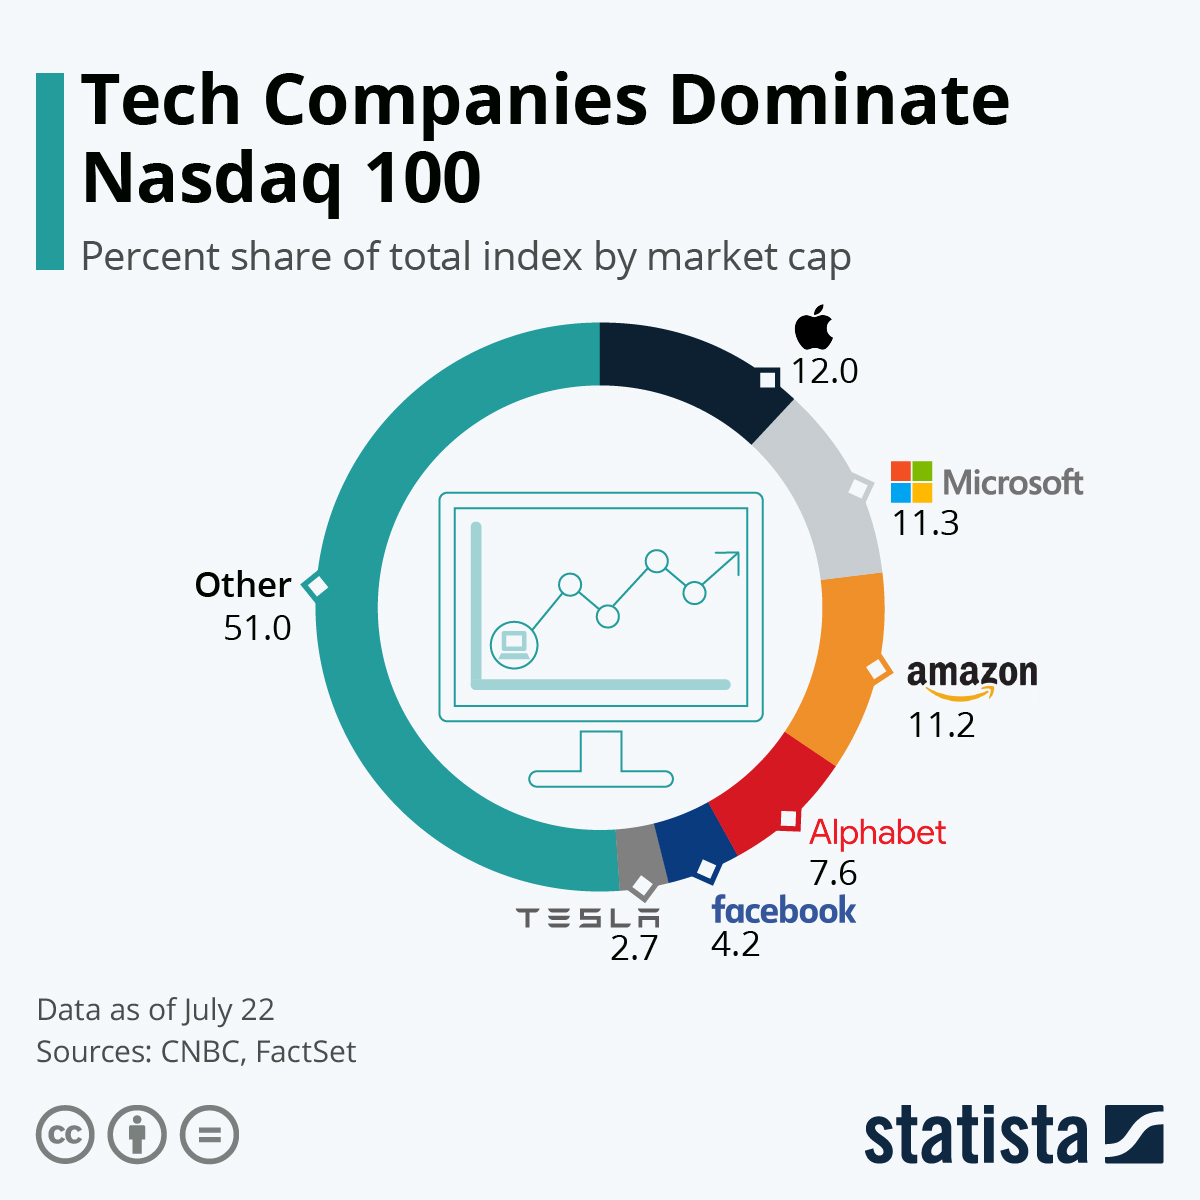 Tech Companies Dominate
Nasdaq 100
Percent share of total index by market cap
12.0
Microsoft
11.3
amazon
11.2
Alphabet
7.6
facebook
4.2
TESLA
2.7
Other
51.0
Data as of July 22
Sources: CNBC, FactSet
cc
statista